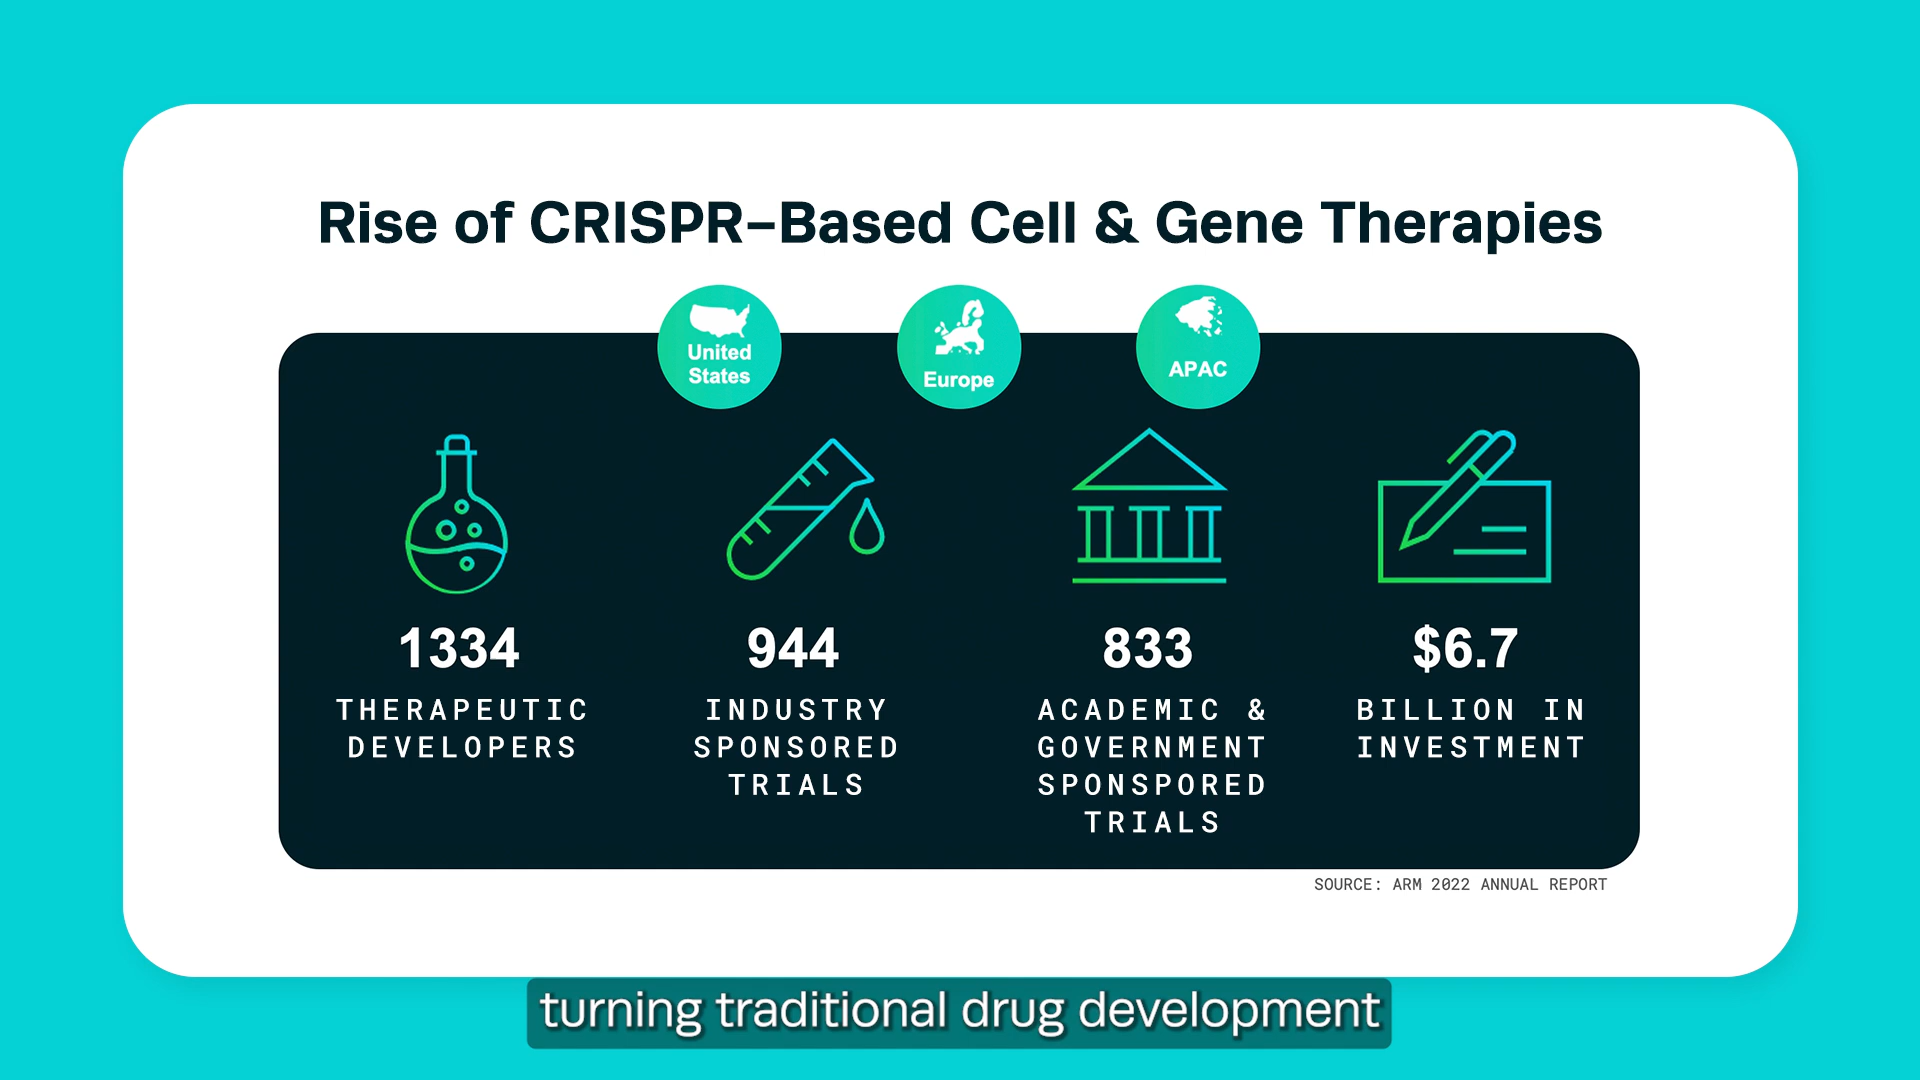 Rise of CRISPR–Based Cell & Gene Therapies
United
States
Europe
APAC
1334
THERAPEUTIC
DEVELOPERS
944
INDUSTRY
SPONSORED
TRIALS
833
ACADEMIC &
GOVERNMENT
SPONSPORED
TRIALS
$6.7
BILLION IN
INVESTMENT
SOURCE: ARM 2022 ANNUAL REPORT
turning traditional drug development